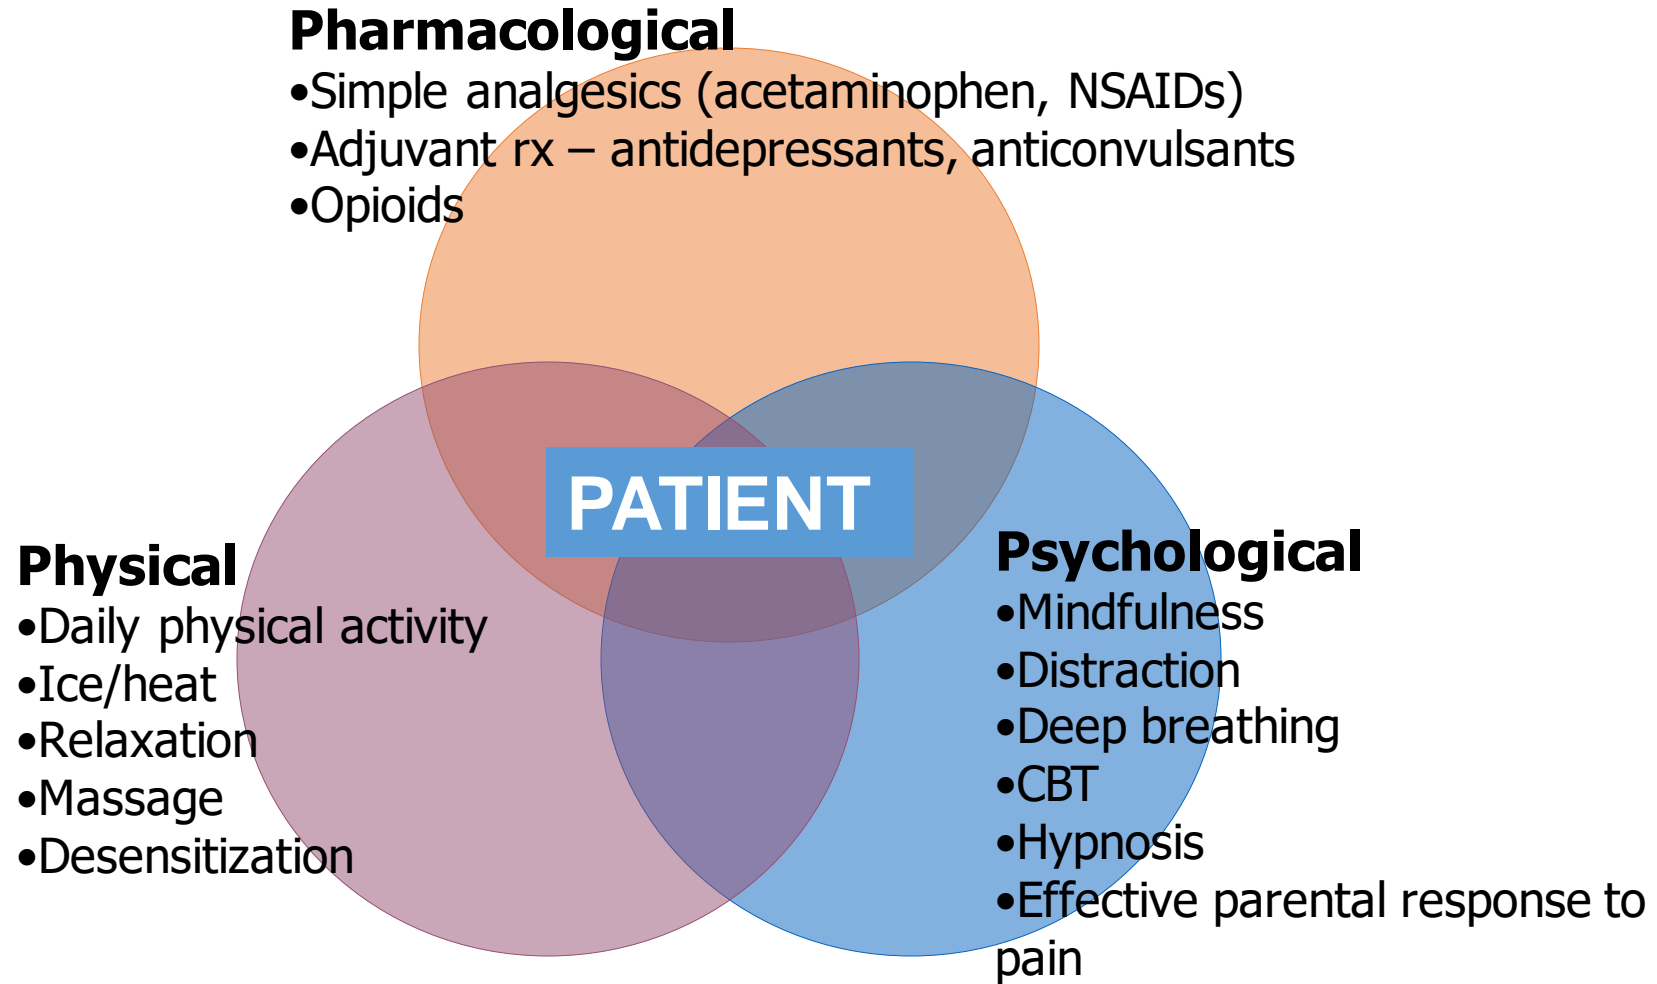 Pharmacological
•Simple analgesics (acetaminophen, NSAIDs)
•Adjuvant rx – antidepressants, anticonvulsants
•Opioids
PATIENT
Physical
•Daily physical activity
•Ice/heat
•Relaxation
•Massage
•Desensitization
Psychological
•Mindfulness
•Distraction
•Deep breathing
•CBT
•Hypnosis
•Effective parental response to
pain